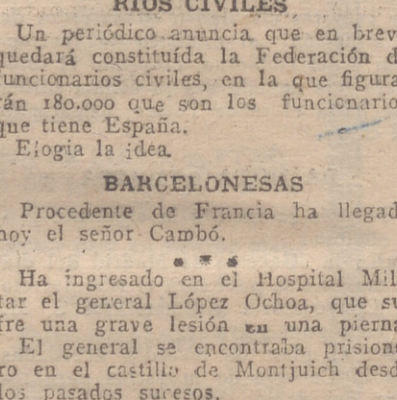 RIOS CIVILES
Un periódico anuncia que en brev
quedará constituída la Federación d
funcionarios civiles, en la que figura
rán 180.000 que son los funcionario
que tiene España.
Elogia la idea.
BARCELONESAS
Procedente de Francia ha llegad
hoy el señor Cambó.
* * *
Ha ingresado en el Hospital Mili
tar el general López Ochoa, que su
fre una grave lesión en una pierna
El general se encontraba prisione
ro en el castillo de Montjuich desd
los pasados sucesos.